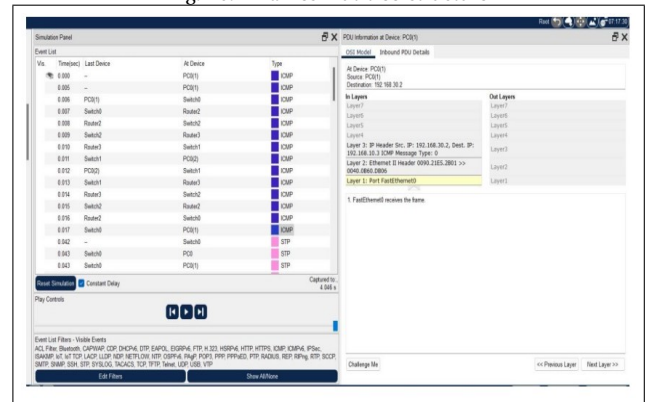 Root 07:17:30
Simulation Panel
Event List
Vis. Time(sec) Last Device At Device Type
0.000 -- PC0(1) ICMP
0.005 -- PC0(1) ICMP
0.006 PC0(1) Switch0 ICMP
0.007 Switch0 Router2 ICMP
0.008 Router2 Switch2 ICMP
0.009 Switch2 Router3 ICMP
0.010 Router3 Switch1 ICMP
0.011 Switch1 PC0(2) ICMP
0.012 PC0(2) Switch1 ICMP
0.013 Switch1 Router3 ICMP
0.014 Router3 Switch2 ICMP
0.015 Switch2 Router2 ICMP
0.016 Router2 Switch0 ICMP
0.017 Switch0 PC0(1) ICMP
0.042 -- Switch0 STP
0.043 Switch0 PC0 STP
0.043 Switch0 PC0(1) STP
Reset Simulation Constant Delay Captured to:
4.046 s
Play Controls
Event List Filters - Visible Events
ACL Filter, Bluetooth, CAPWAP, CDP, DHCPv6, DTP, EAPOL, EIGRPv6, FTP, H.323, HSRPv6, HTTP, HTTPS, ICMP, ICMPv6, IPSec,
ISAKMP, IoT, IoT TCP, LACP, LLDP, NDP, NETFLOW, NTP, OSPFv6, PAgP, POP3, PPP, PPPoED, PTP, RADIUS, REP, RIPng, RTP, SCCP,
SMTP, SNMP, SSH, STP, SYSLOG, TACACS, TCP, TFTP, Telnet, UDP, USB, VTP
Edit Filters Show All/None
PDU Information at Device: PC0(1)
OSI Model Inbound PDU Details
At Device: PC0(1)
Source: PC0(1)
Destination: 192.168.30.2
In Layers Out Layers
Layer7 Layer7
Layer6 Layer6
Layer5 Layer5
Layer4 Layer4
Layer 3: IP Header Src. IP: 192.168.30.2, Dest. IP:
192.168.10.3 ICMP Message Type: 0 Layer3
Layer 2: Ethernet II Header 0090.21E5.2B01 >>
0040.0B60.DB06 Layer2
Layer 1: Port FastEthernet0 Layer1
1. FastEthernet0 receives the frame.
Challenge Me << Previous Layer Next Layer >>